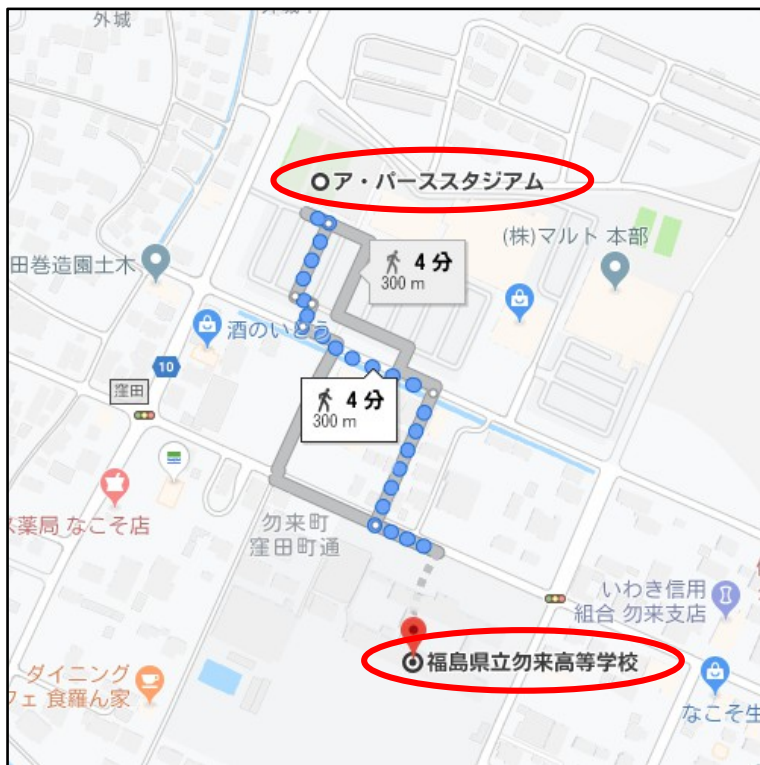 外城
ア・パーススタジアム
(株)マルト 本部
4 分
300 m
田巻造園土木
酒のいとう
10
窪田
4 分
300 m
薬局 なこそ店
勿来町
窪田町通
いわき信用
組合 勿来支店
福島県立勿来高等学校
ダイニング
フェ 食羅ん家
なこそ生